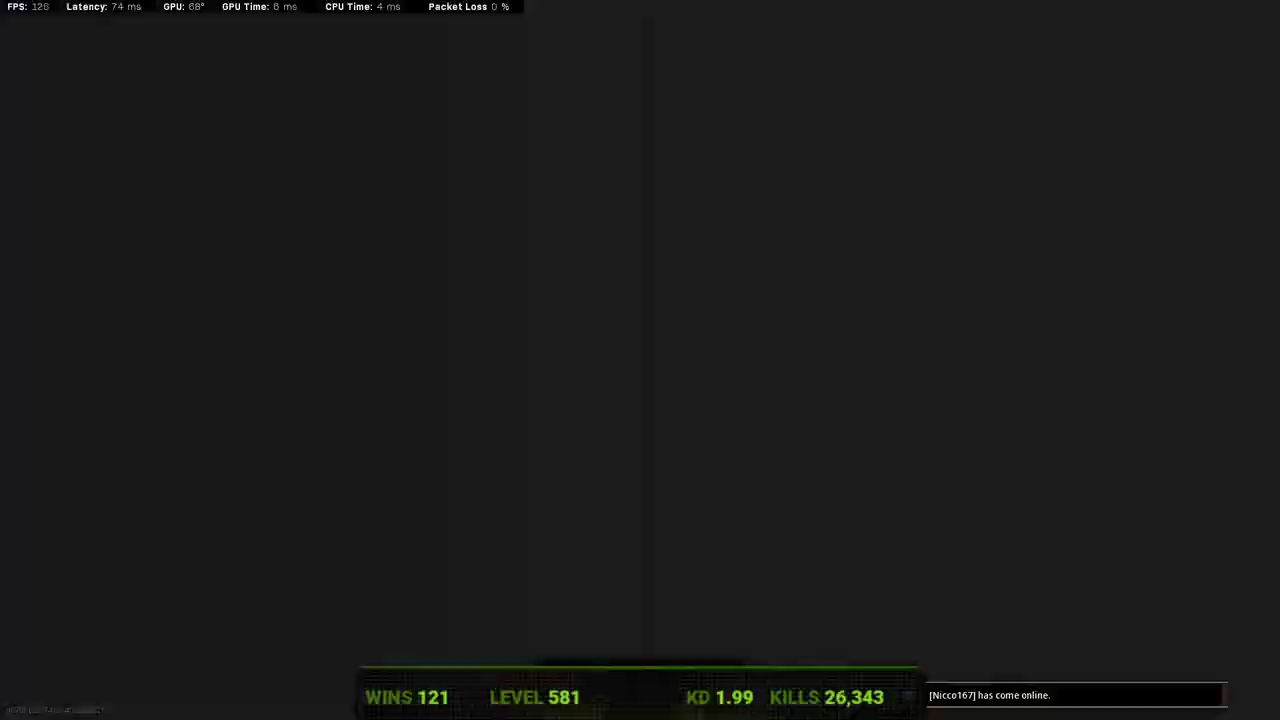 FPS: 126 Latency: 74 ms GPU: 68° GPU Time: 6 ms CPU Time: 4 ms Packet Loss 0 %
WINS 121 LEVEL 581 KD 1.99 KILLS 26,343
[Nicco167] has come online.